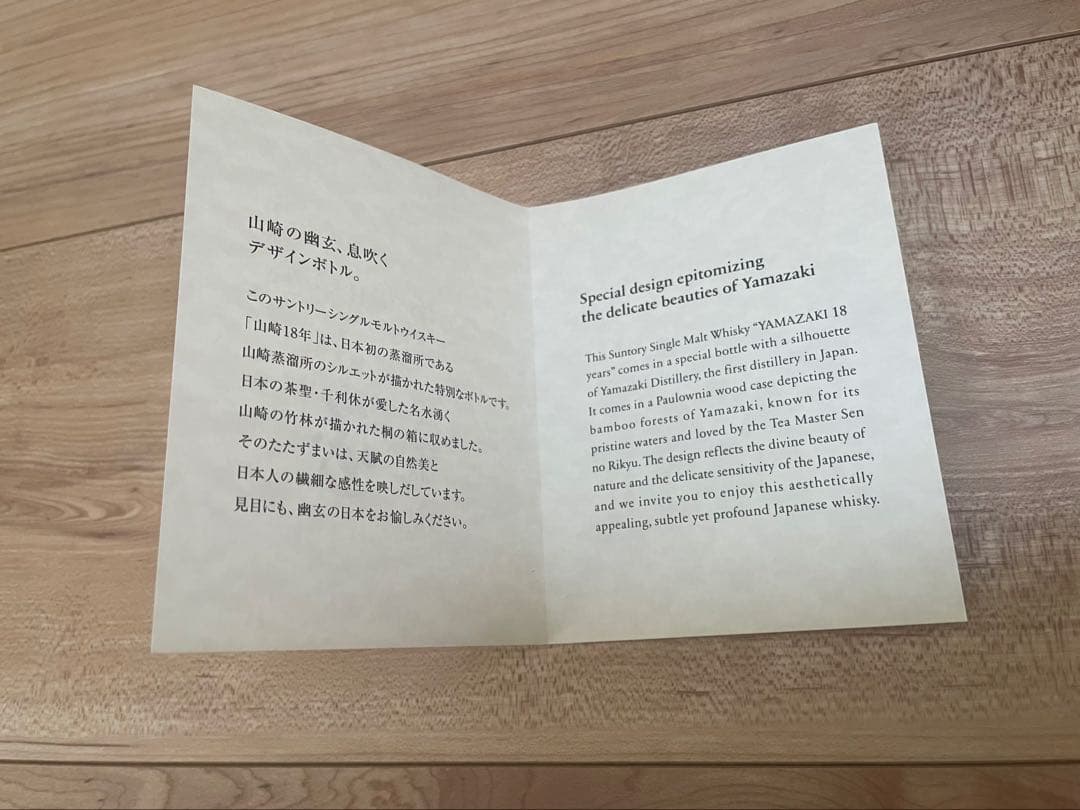 山崎の幽玄、息吹く
デザインボトル。
このサントリーシングルモルトウイスキー
「山崎18年」は、日本初の蒸溜所である
山崎蒸溜所のシルエットが描かれた特別なボトルです。
日本の茶聖・千利休が愛した名水湧く
山崎の竹林が描かれた桐の箱に収めました。
そのたたずまいは、天賦の自然美と
日本人の繊細な感性を映しだしています。
見目にも、幽玄の日本をお愉しみください。
Special design epitomizing
the delicate beauties of Yamazaki
This Suntory Single Malt Whisky “YAMAZAKI 18
years” comes in a special bottle with a silhouette
of Yamazaki Distillery, the first distillery in Japan.
It comes in a Paulownia wood case depicting the
bamboo forests of Yamazaki, known for its
pristine waters and loved by the Tea Master Sen
no Rikyu. The design reflects the divine beauty of
nature and the delicate sensitivity of the Japanese,
and we invite you to enjoy this aesthetically
appealing, subtle yet profound Japanese whisky.